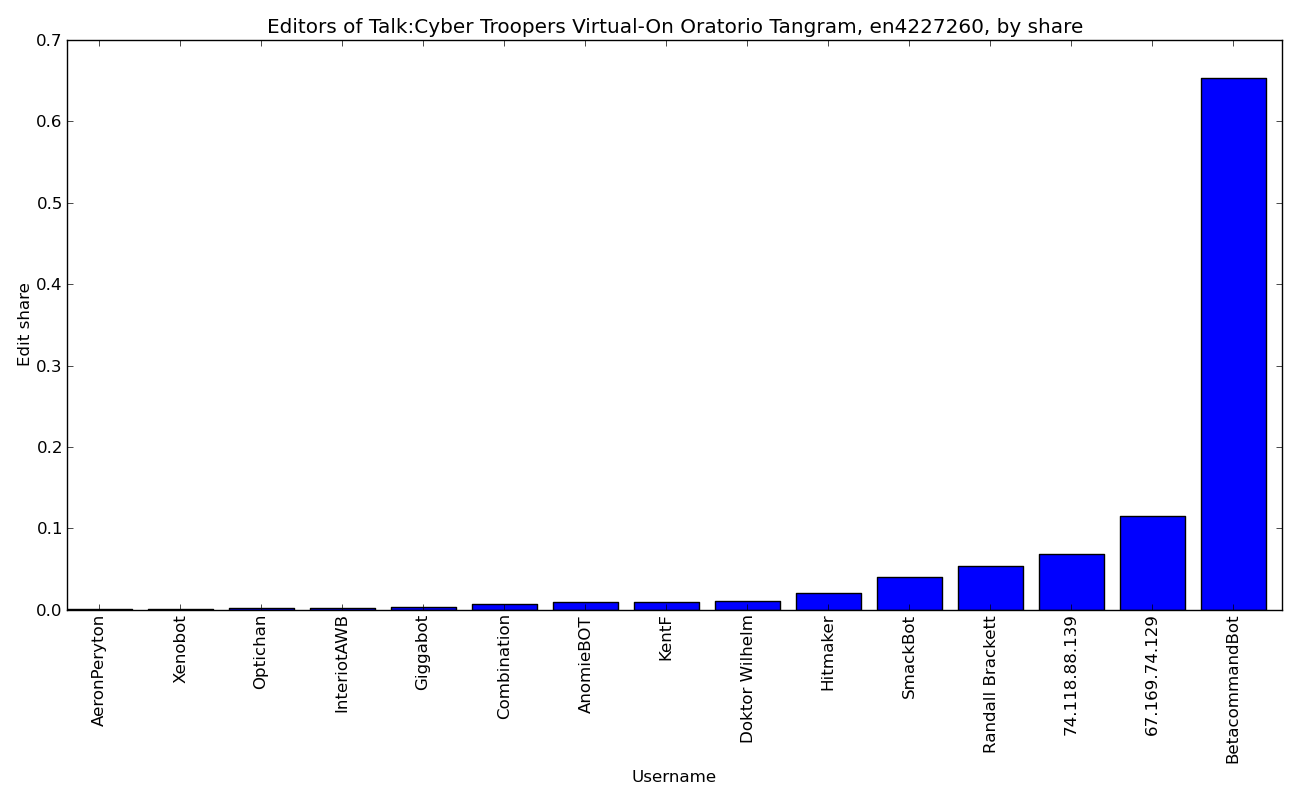 Editors of Talk:Cyber Troopers Virtual-On Oratorio Tangram, en4227260, by share
0.7
0.6
0.5
0.4
0.3
0.2
0.1
0.0
Edit share
AeronPeryton
Xenobot
Optichan
InteriotAWB
Giggabot
Combination
AnomieBOT
KentF
Doktor Wilhelm
Hitmaker
SmackBot
Randall Brackett
74.118.88.139
67.169.74.129
BetacommandBot
Username